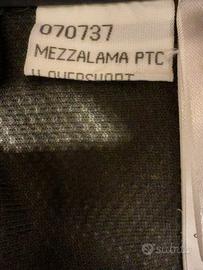 070737
MEZZALAMA PTC
U OVERSHORT
subito